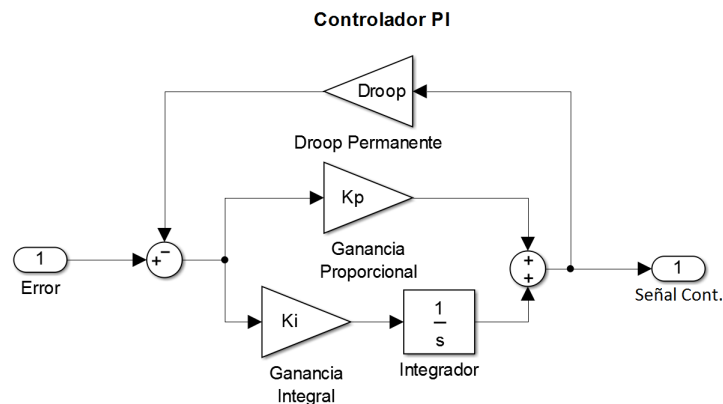 Controlador PI
Droop
Droop Permanente
Kp
Ganancia
Proporcional
1
Error
+ −
+
+
1
Señal Cont.
Ki
Ganancia
Integral
1
s
Integrador